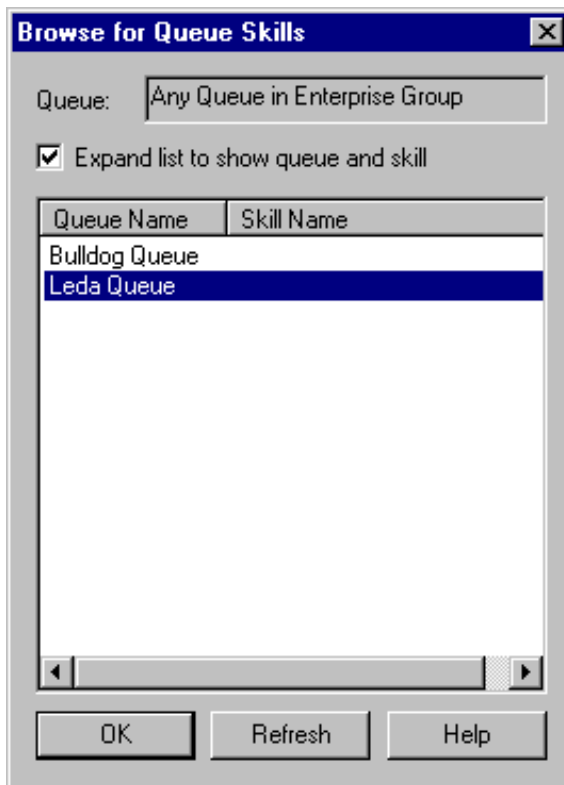 Browse for Queue Skills
Queue: Any Queue in Enterprise Group
Expand list to show queue and skill
Queue Name Skill Name
Bulldog Queue
Leda Queue
OK Refresh Help